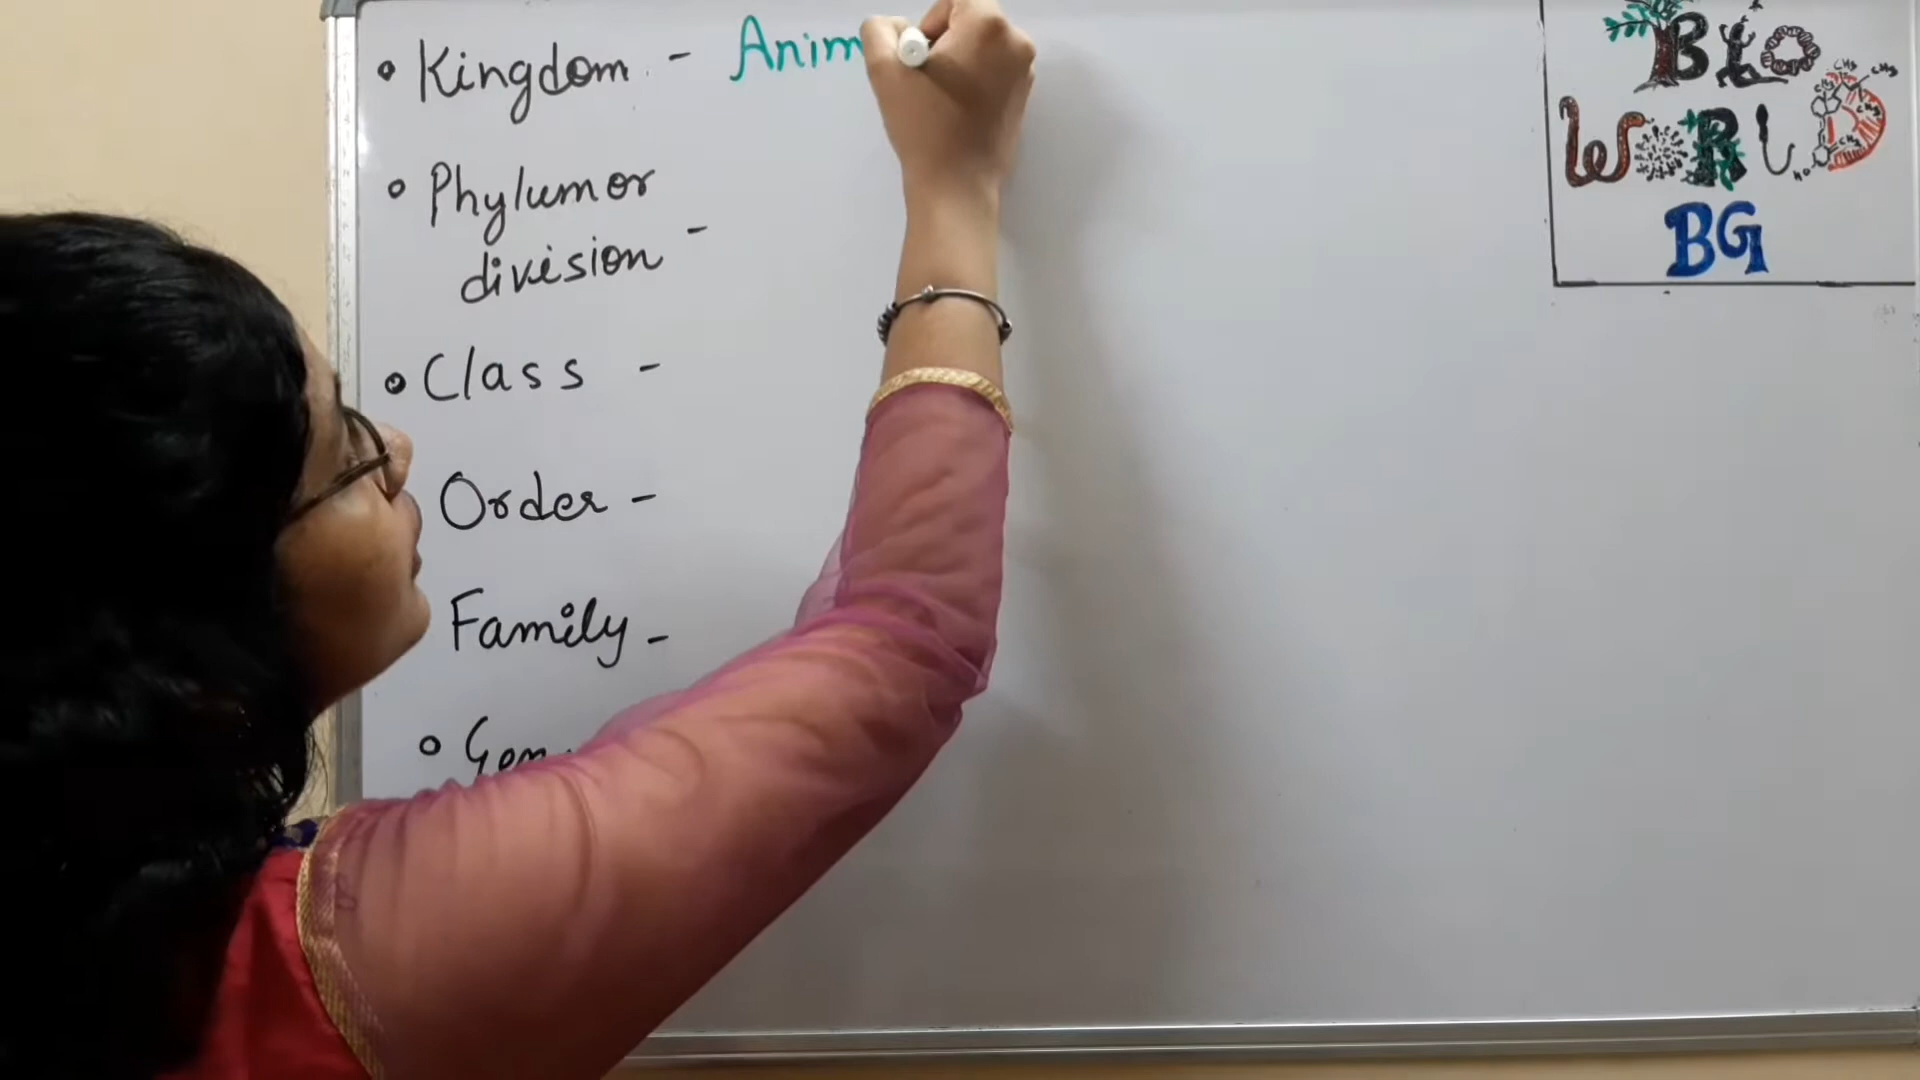 • Kingdom - Anim
• Phylum or
division -
• Class -
Order -
Family -
• Gen
BIO
WORLD
BG